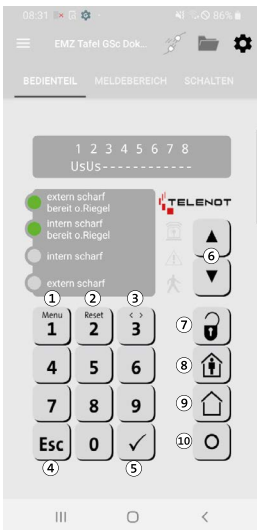 08:31 86%
EMZ Tafel GSc Dok...
BEDIENTEIL MELDEBEREICH SCHALTEN
1 2 3 4 5 6 7 8
UsUs------------
extern scharf
bereit o.Riegel
TELENOT
intern scharf
bereit o.Riegel
intern scharf
6
extern scharf
1 2 3
Menu Reset < >
1 2 3
7
4 5 6
8
7 8 9
9
Esc 0 ✓
10
4 5